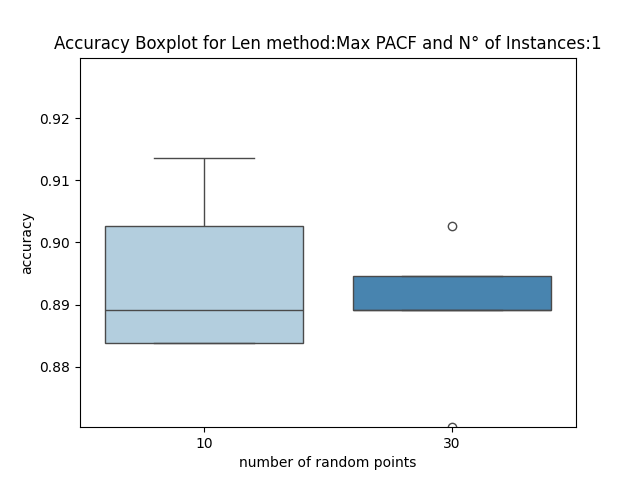 Accuracy Boxplot for Len method:Max PACF and N° of Instances:1
0.92
0.91
0.90
0.89
0.88
accuracy
10 30
number of random points